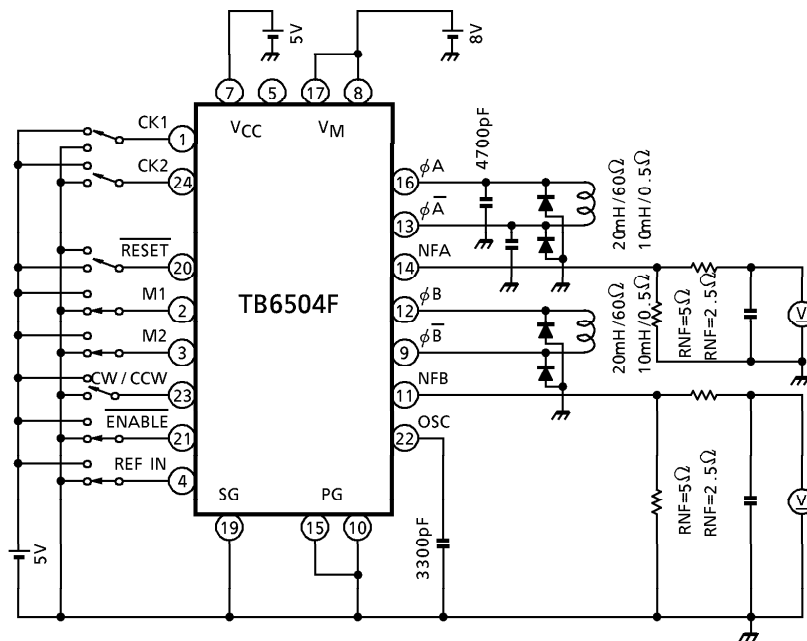 5V
8V
7
5
17
8
VCC
VM
4700pF
CK1
1
CK2
24
RESET
20
M1
2
M2
3
CW / CCW
23
ENABLE
21
REF IN
4
TB6504F
16
ϕA
13
ϕA
14
NFA
12
ϕB
9
ϕB
11
NFB
22
OSC
20mH/60Ω
10mH/0.5Ω
20mH/60Ω
10mH/0.5Ω
RNF=5Ω
RNF=2.5Ω
V
RNF=5Ω
RNF=2.5Ω
V
SG
PG
19
15
10
3300pF
5V